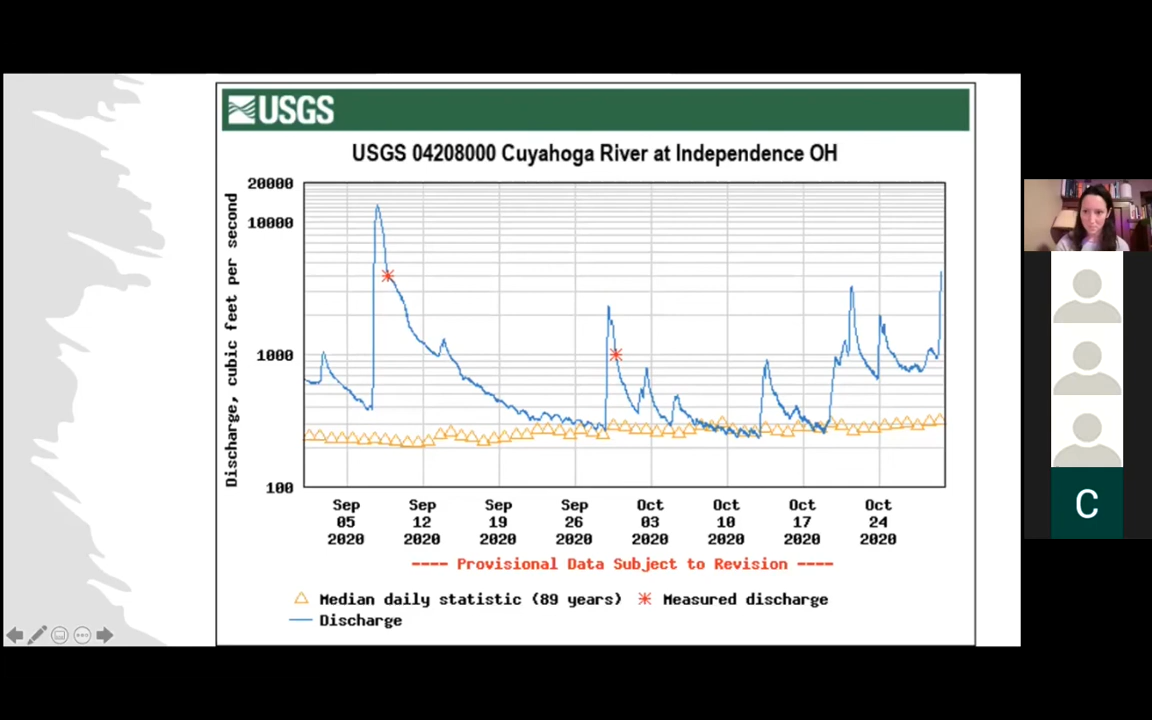 USGS
USGS 04208000 Cuyahoga River at Independence OH
Discharge, cubic feet per second
20000
10000
1000
100
Sep Sep Sep Sep Oct Oct Oct Oct
05 12 19 26 03 10 17 24
2020 2020 2020 2020 2020 2020 2020 2020
---- Provisional Data Subject to Revision ----
Median daily statistic (89 years) Measured discharge
Discharge
C